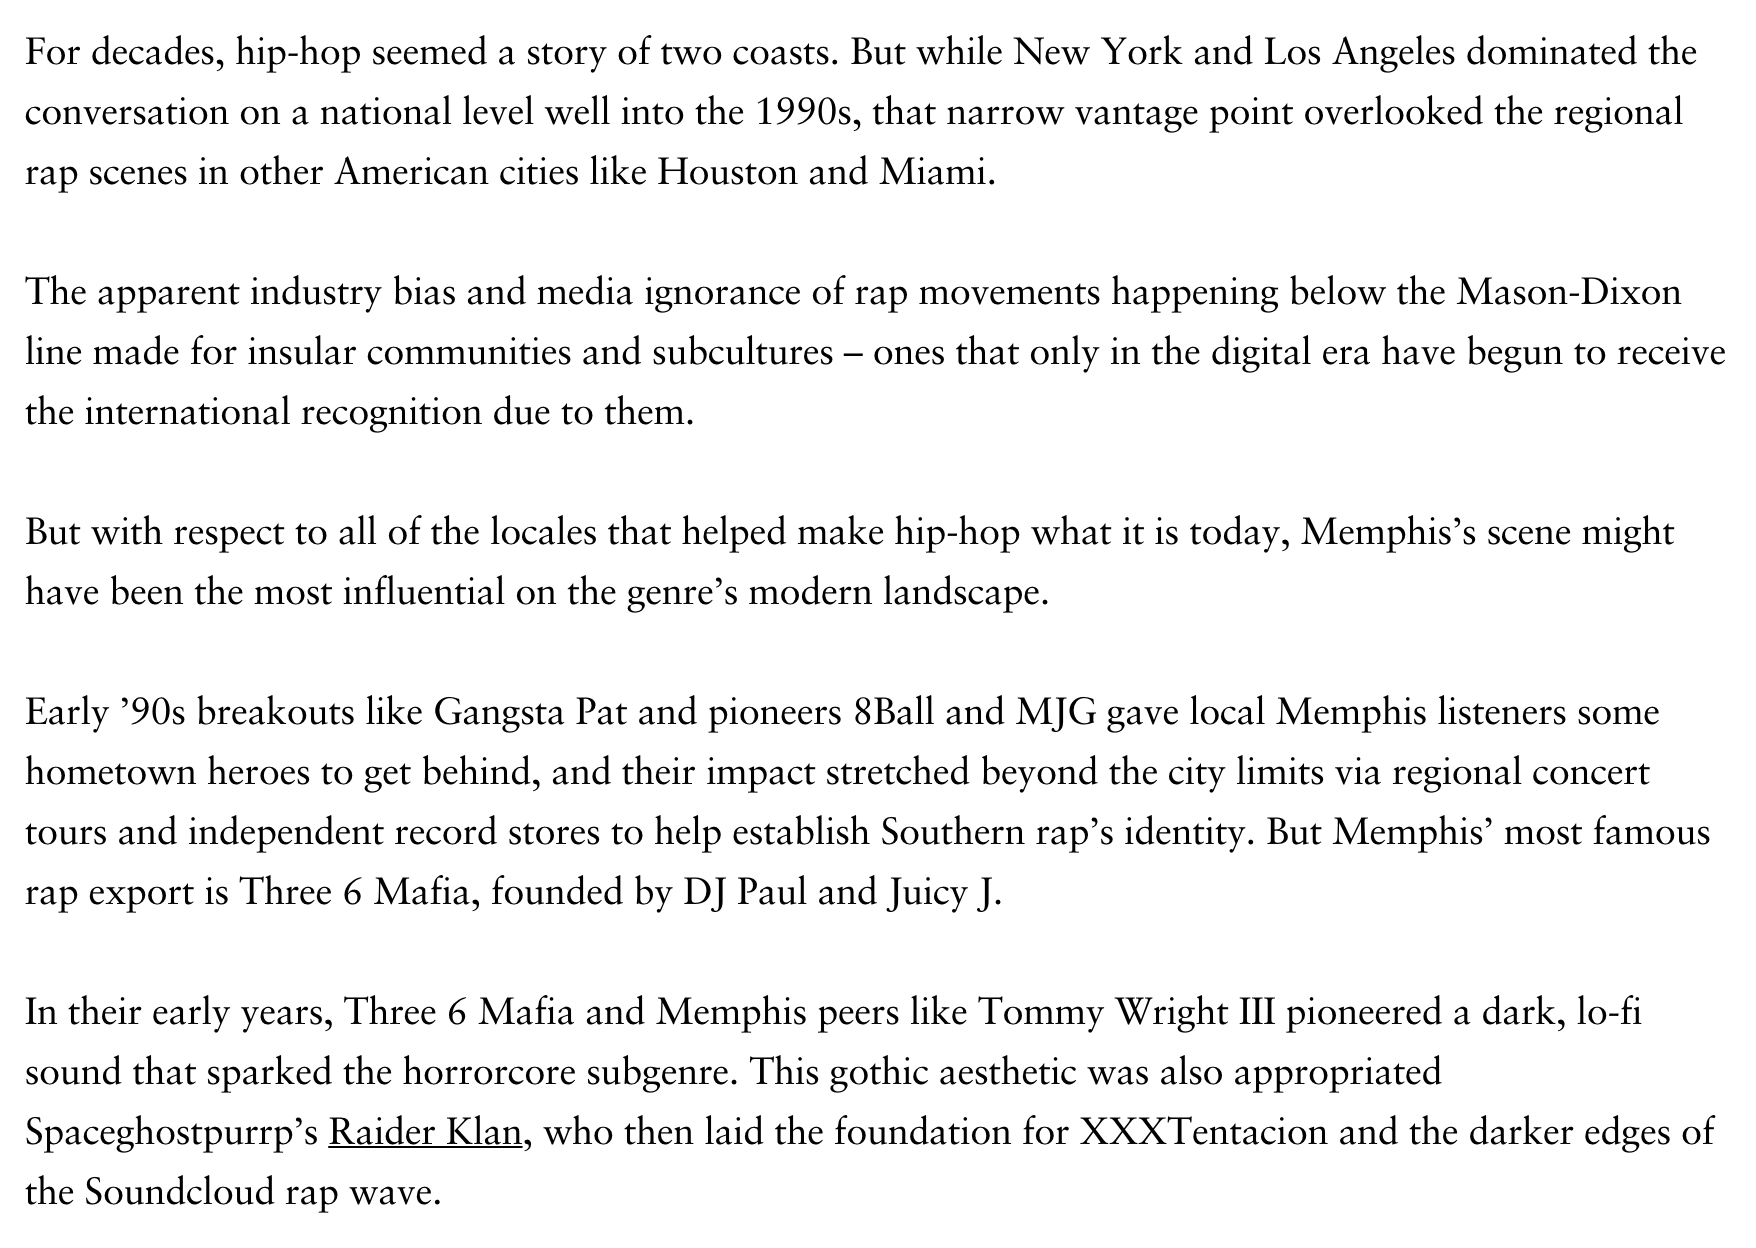 For decades, hip-hop seemed a story of two coasts. But while New York and Los Angeles dominated the
conversation on a national level well into the 1990s, that narrow vantage point overlooked the regional
rap scenes in other American cities like Houston and Miami.
The apparent industry bias and media ignorance of rap movements happening below the Mason-Dixon
line made for insular communities and subcultures – ones that only in the digital era have begun to receive
the international recognition due to them.
But with respect to all of the locales that helped make hip-hop what it is today, Memphis’s scene might
have been the most influential on the genre’s modern landscape.
Early ’90s breakouts like Gangsta Pat and pioneers 8Ball and MJG gave local Memphis listeners some
hometown heroes to get behind, and their impact stretched beyond the city limits via regional concert
tours and independent record stores to help establish Southern rap’s identity. But Memphis’ most famous
rap export is Three 6 Mafia, founded by DJ Paul and Juicy J.
In their early years, Three 6 Mafia and Memphis peers like Tommy Wright III pioneered a dark, lo-fi
sound that sparked the horrorcore subgenre. This gothic aesthetic was also appropriated
Spaceghostpurrp’s Raider Klan, who then laid the foundation for XXXTentacion and the darker edges of
the Soundcloud rap wave.